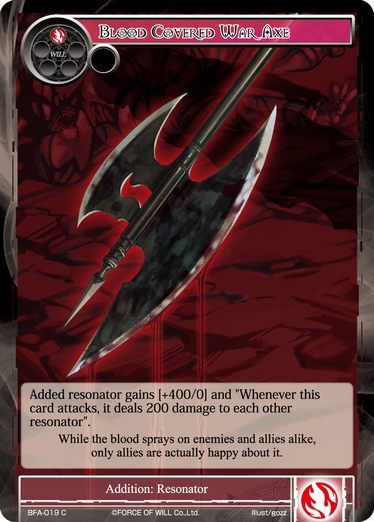 Blood Covered War Axe
WILL
Added resonator gains [+400/0] and "Whenever this
card attacks, it deals 200 damage to each other
resonator".
While the blood sprays on enemies and allies alike,
only allies are actually happy about it.
Addition: Resonator
BFA-019 C ©FORCE OF WILL Co.,Ltd. Illust/gozz